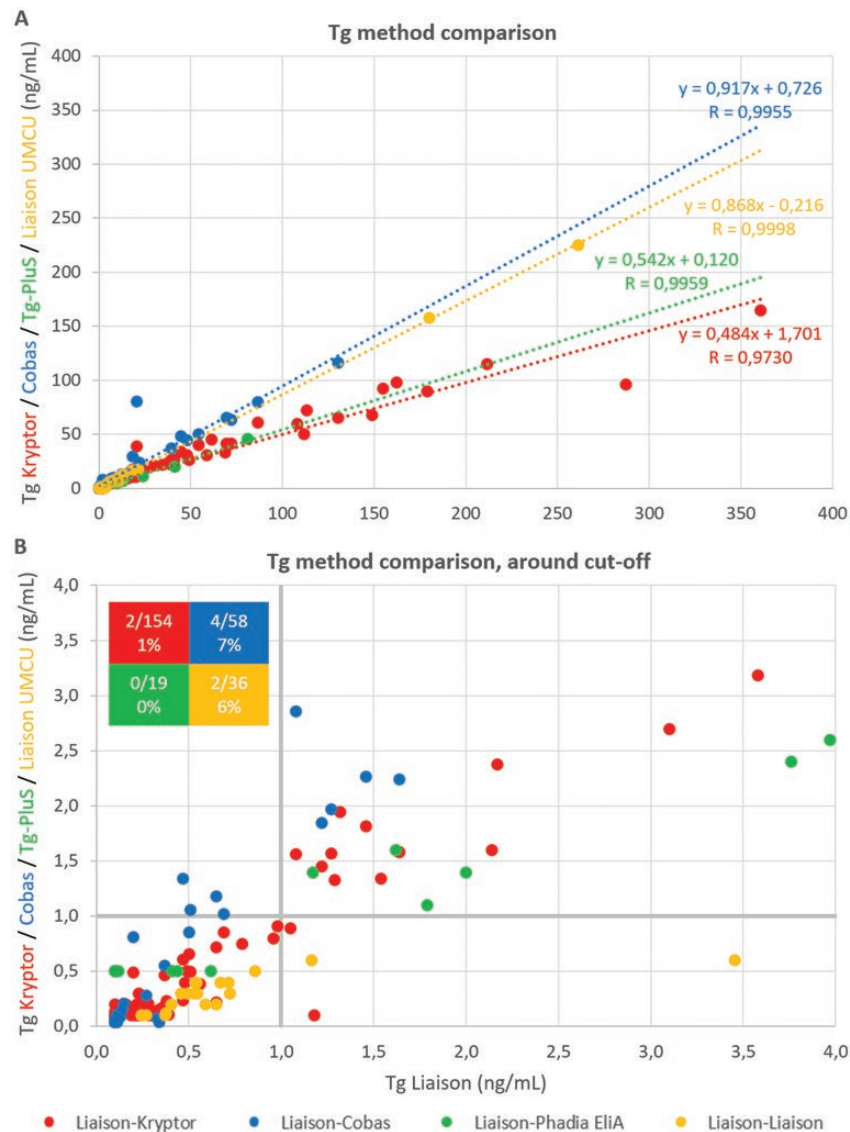 A
Tg method comparison
Tg Kryptor / Cobas / Tg-PluS / Liaison UMCU (ng/mL)
400
350
300
250
200
150
100
50
0
y = 0,917x + 0,726
R = 0,9955
y = 0,868x - 0,216
R = 0,9998
y = 0,542x + 0,120
R = 0,9959
y = 0,484x + 1,701
R = 0,9730
0 50 100 150 200 250 300 350 400
B
Tg method comparison, around cut-off
Tg Kryptor / Cobas / Tg-PluS / Liaison UMCU (ng/mL)
4,0
3,5
3,0
2,5
2,0
1,5
1,0
0,5
0,0
2/154 4/58
1% 7%
0/19 2/36
0% 6%
0,0 0,5 1,0 1,5 2,0 2,5 3,0 3,5 4,0
Tg Liaison (ng/mL)
Liaison-Kryptor Liaison-Cobas Liaison-Phadia EliA Liaison-Liaison